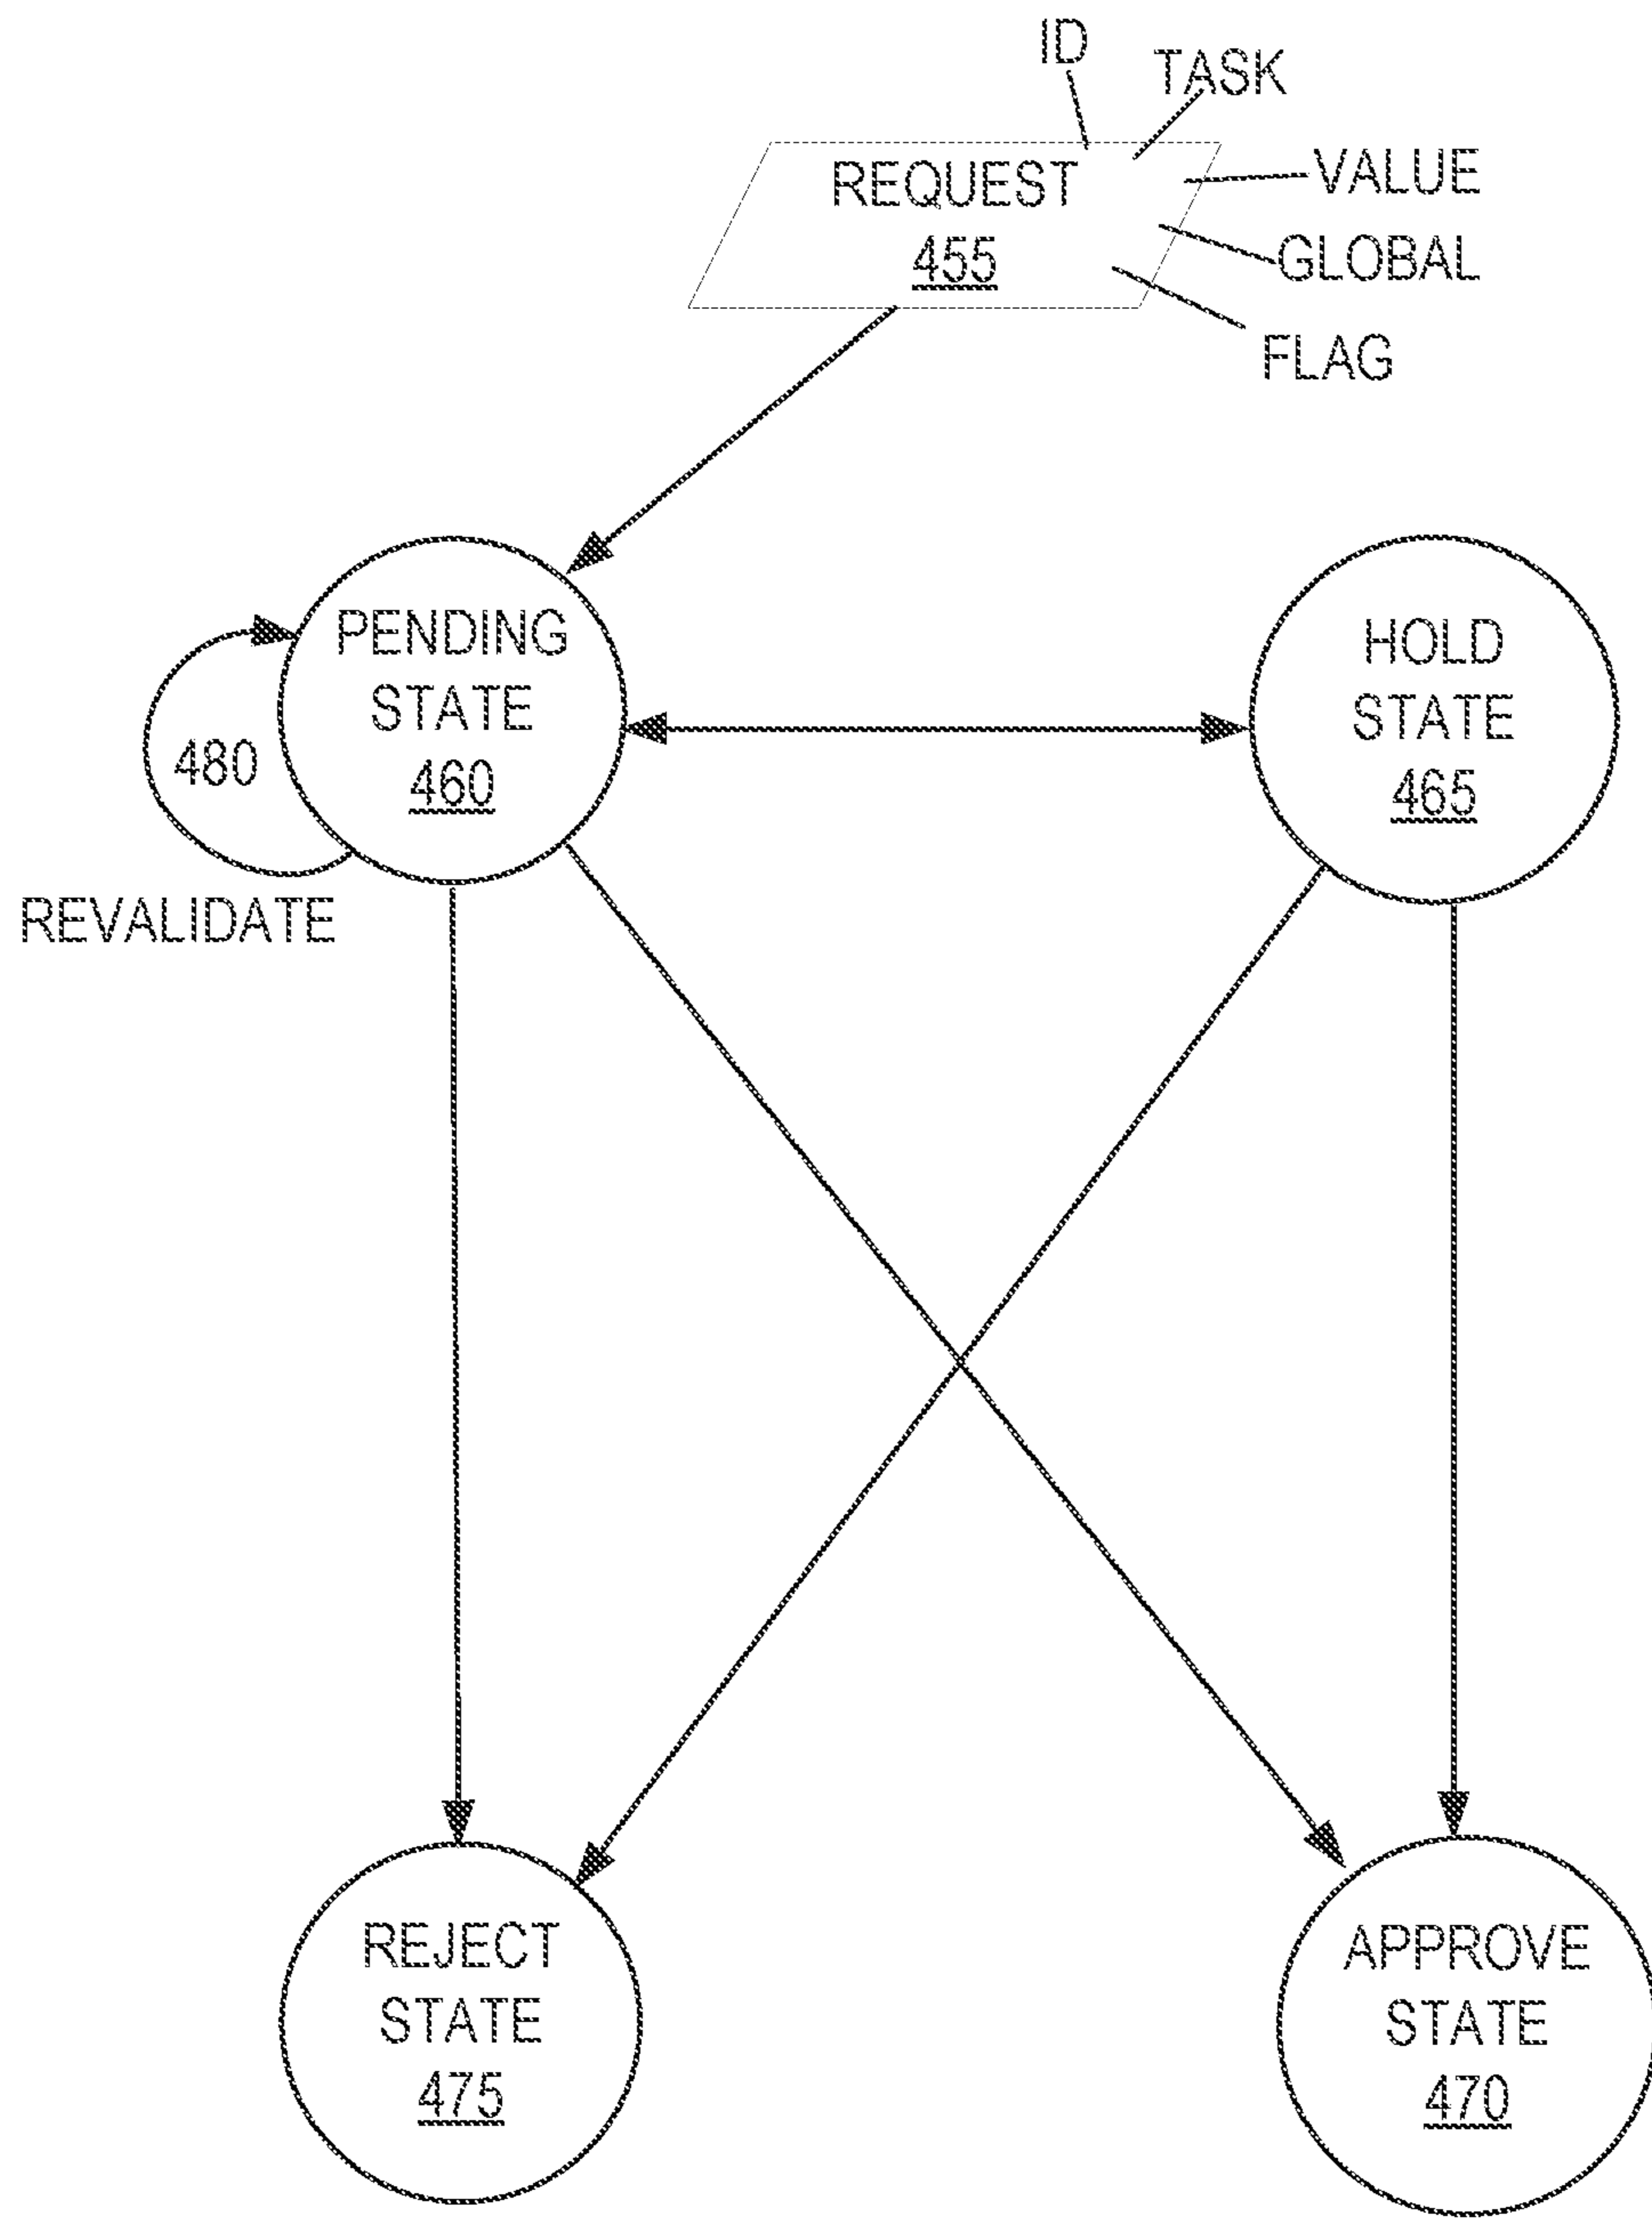 ID
TASK
REQUEST
455
VALUE
GLOBAL
FLAG
PENDING
STATE
460
480
REVALIDATE
HOLD
STATE
465
REJECT
STATE
475
APPROVE
STATE
470